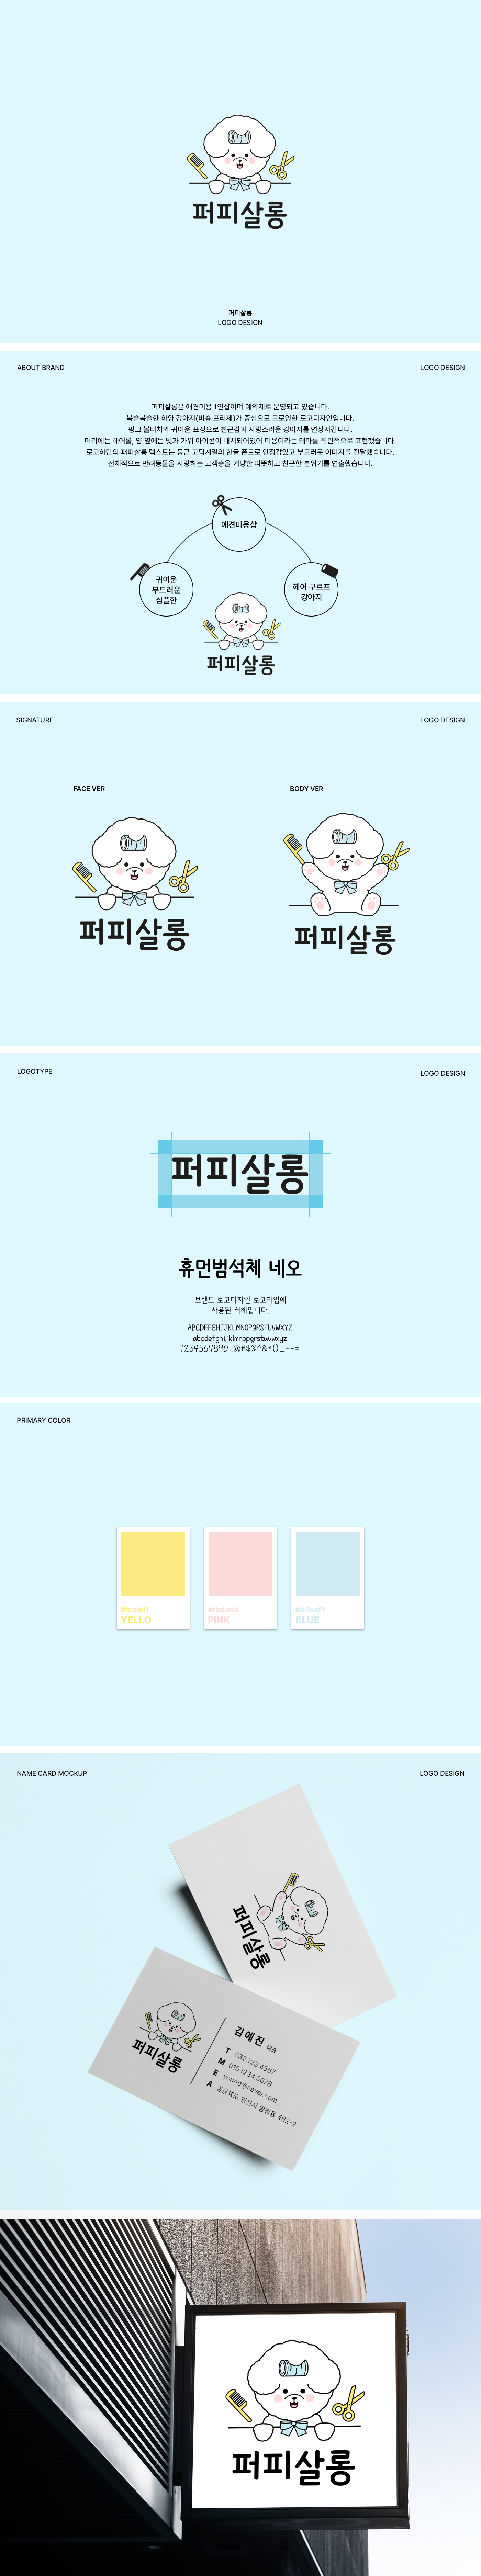 퍼피살롱
퍼피살롱
LOGO DESIGN
ABOUT BRAND
LOGO DESIGN
퍼피살롱은 애견미용 1인샵이며 예약제로 운영되고 있습니다.
복슬복슬한 하양 강아지(비숑 프리제)가 중심으로 드로잉한 로고디자인입니다.
핑크 볼터치와 귀여운 표정으로 친근감과 사랑스러운 강아지를 연상시킵니다.
머리에는 헤어롤, 양 옆에는 빗과 가위 아이콘이 배치되어있어 미용이라는 테마를 직관적으로 표현했습니다.
로고하단의 퍼피살롱 텍스트는 둥근 고딕계열의 한글 폰트로 안정감있고 부드러운 이미지를 전달했습니다.
전체적으로 반려동물을 사랑하는 고객층을 겨냥한 따뜻하고 친근한 분위기를 연출했습니다.
애견미용샵
귀여운
부드러운
심플한
헤어 구르프
강아지
퍼피살롱
SIGNATURE
LOGO DESIGN
FACE VER
BODY VER
퍼피살롱
퍼피살롱
LOGOTYPE
LOGO DESIGN
퍼피살롱
휴먼범석체 네오
브랜드 로고디자인 로고타입에
사용된 서체입니다.
ABCDEFGHIJKLMNOPQRSTUVWXYZ
abcdefghijklmnopqrstuvwxyz
1234567890 !@#$%^&*()_+-=
PRIMARY COLOR
YELLO
#fbdada
PINK
BLUE
NAME CARD MOCKUP
LOGO DESIGN
퍼피살롱
퍼피살롱
김예진 대표
T 032.123.4567
M 010.1234.5678
E yourid@naver.com
A 경상북도 영천시 망정동 462-2
퍼피살롱